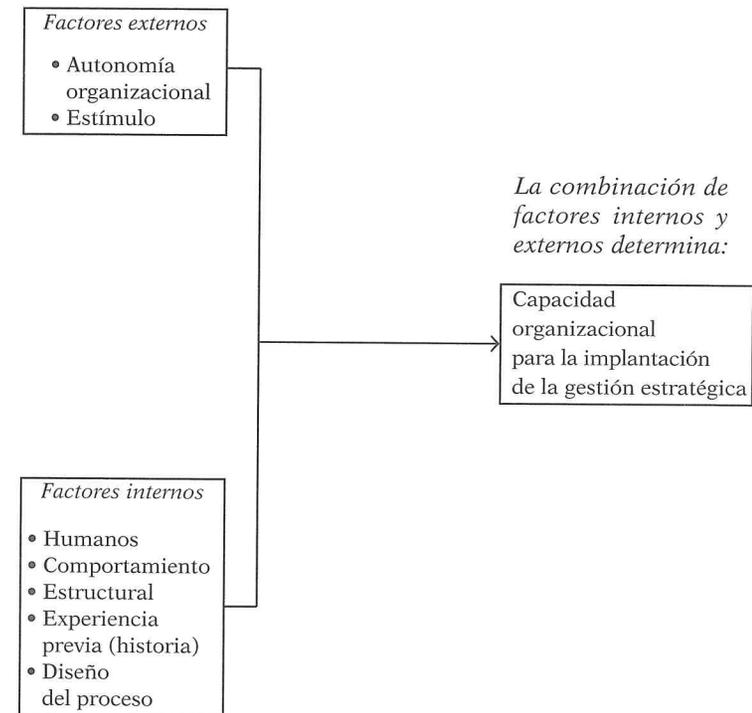 Factores externos
• Autonomía
organizacional
• Estímulo
La combinación de
factores internos y
externos determina:
Capacidad
organizacional
para la implantación
de la gestión estratégica
Factores internos
• Humanos
• Comportamiento
• Estructural
• Experiencia
previa (historia)
• Diseño
del proceso